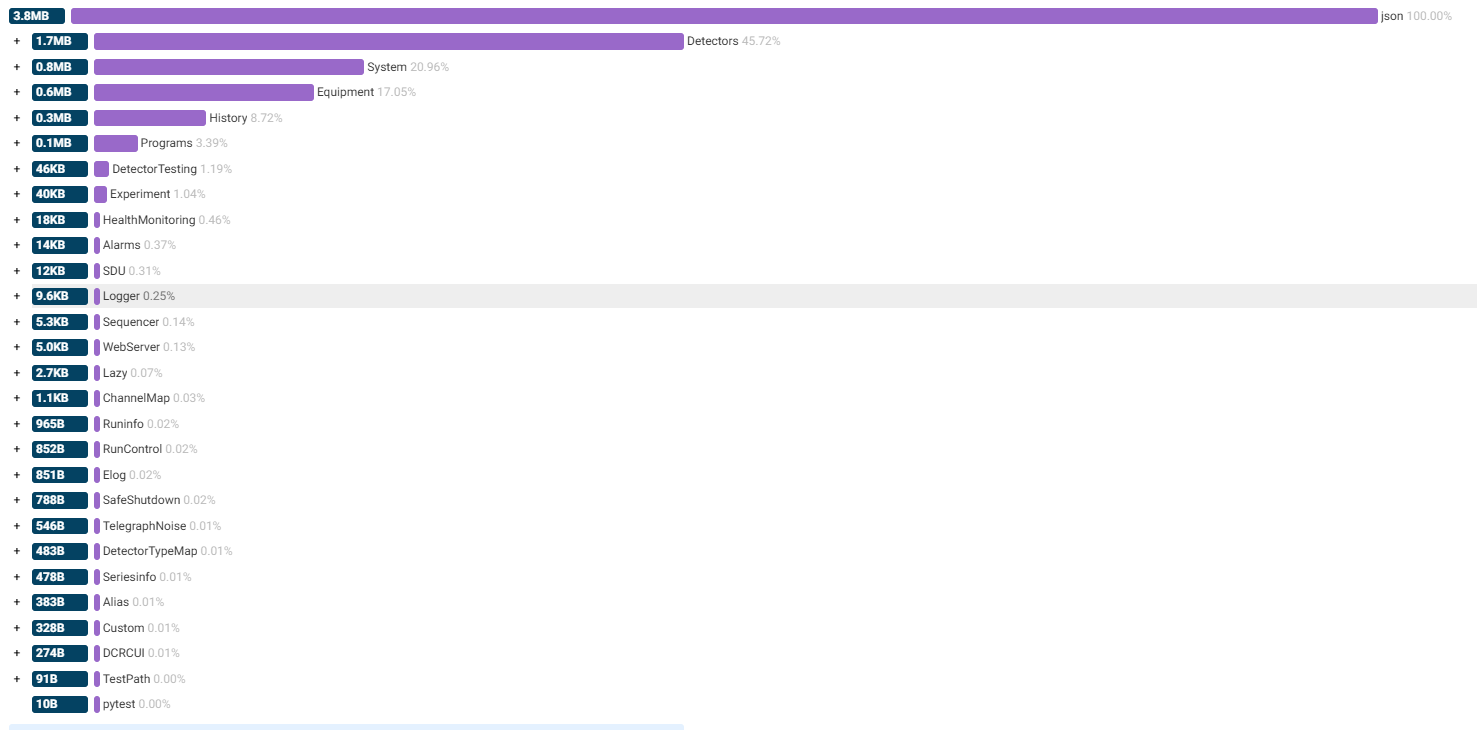 3.8MB json 100.00%
+ 1.7MB Detectors 45.72%
+ 0.8MB System 20.96%
+ 0.6MB Equipment 17.05%
+ 0.3MB History 8.72%
+ 0.1MB Programs 3.39%
+ 46KB DetectorTesting 1.19%
+ 40KB Experiment 1.04%
+ 18KB HealthMonitoring 0.46%
+ 14KB Alarms 0.37%
+ 12KB SDU 0.31%
+ 9.6KB Logger 0.25%
+ 5.3KB Sequencer 0.14%
+ 5.0KB WebServer 0.13%
+ 2.7KB Lazy 0.07%
+ 1.1KB ChannelMap 0.03%
+ 965B Runinfo 0.02%
+ 852B RunControl 0.02%
+ 851B Elog 0.02%
+ 788B SafeShutdown 0.02%
+ 546B TelegraphNoise 0.01%
+ 483B DetectorTypeMap 0.01%
+ 478B Seriesinfo 0.01%
+ 383B Alias 0.01%
+ 328B Custom 0.01%
+ 274B DCRCUI 0.01%
+ 91B TestPath 0.00%
10B pytest 0.00%